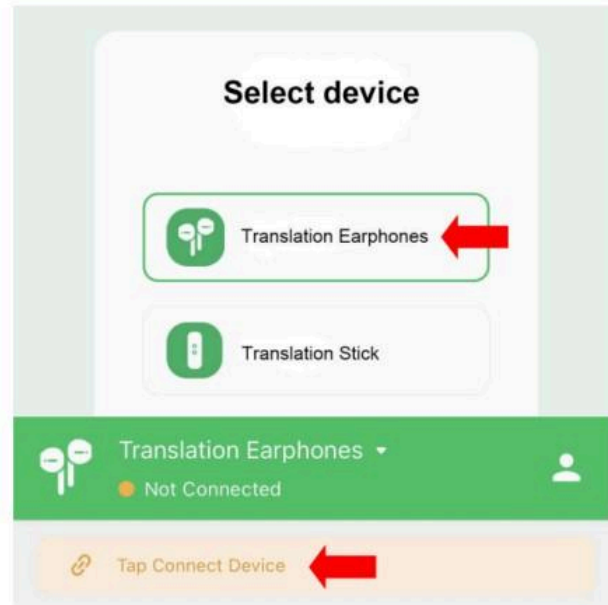 Select device
Translation Earphones
Translation Stick
Translation Earphones
Not Connected
Tap Connect Device